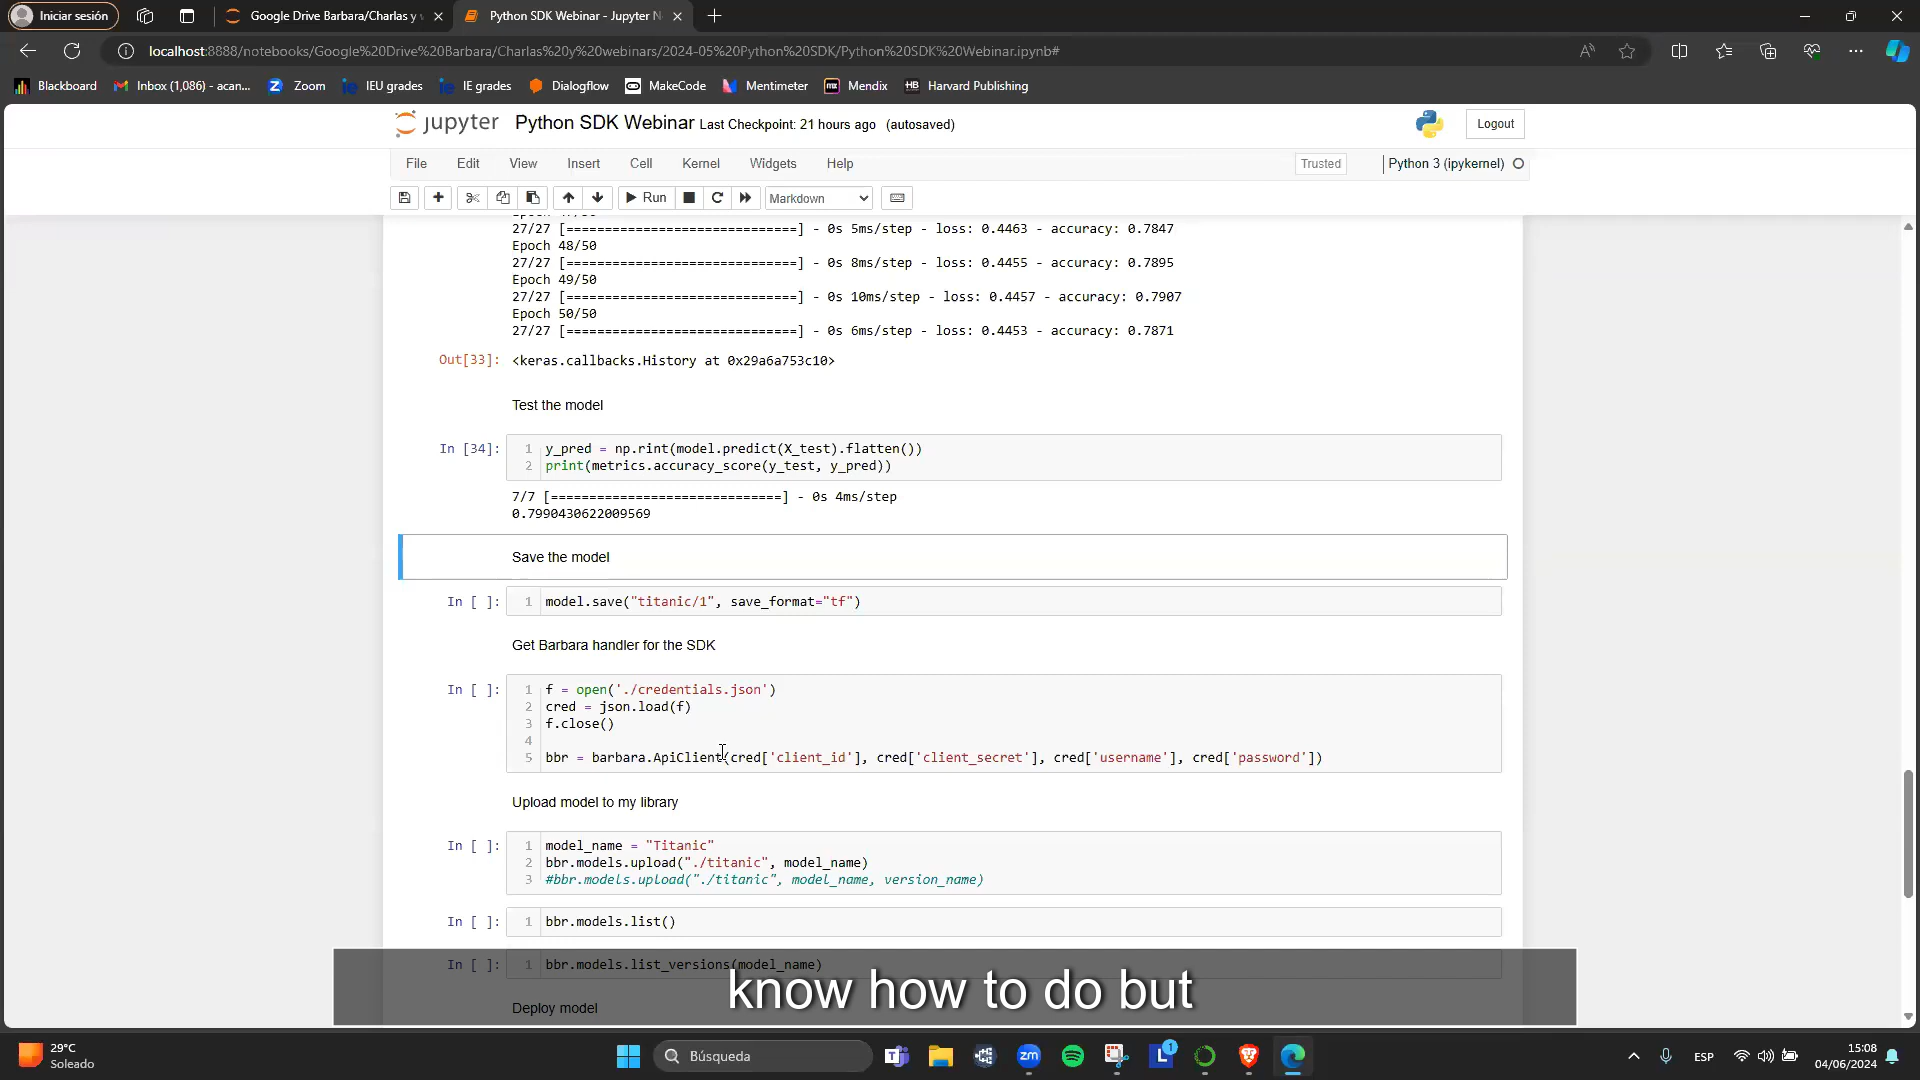 Iniciar sesión
Google Drive Barbara/Charlas y
Python SDK Webinar - Jupyter N
localhost:8888/notebooks/Google%20Drive%20Barbara/Charlas%20y%20webinars/2024-05%20Python%20SDK/Python%20SDK%20Webinar.ipynb#
Blackboard
Inbox (1,086) - acan...
Zoom
IEU grades
IE grades
Dialogflow
MakeCode
Mentimeter
Mendix
HB Harvard Publishing
jupyter Python SDK Webinar Last Checkpoint: 21 hours ago (autosaved)
Logout
File Edit View Insert Cell Kernel Widgets Help
Trusted
Python 3 (ipykernel)
Run
Markdown
27/27 [==============================] - 0s 5ms/step - loss: 0.4463 - accuracy: 0.7847
Epoch 48/50
27/27 [==============================] - 0s 8ms/step - loss: 0.4455 - accuracy: 0.7895
Epoch 49/50
27/27 [==============================] - 0s 10ms/step - loss: 0.4457 - accuracy: 0.7907
Epoch 50/50
27/27 [==============================] - 0s 6ms/step - loss: 0.4453 - accuracy: 0.7871
Out[33]: <keras.callbacks.History at 0x29a6a753c10>
Test the model
In [34]:
1 y_pred = np.rint(model.predict(X_test).flatten())
2 print(metrics.accuracy_score(y_test, y_pred))
7/7 [==============================] - 0s 4ms/step
0.7990430622009569
Save the model
In [ ]:
1 model.save("titanic/1", save_format="tf")
Get Barbara handler for the SDK
In [ ]:
1 f = open('./credentials.json')
2 cred = json.load(f)
3 f.close()
4
5 bbr = barbara.ApiClient(cred['client_id'], cred['client_secret'], cred['username'], cred['password'])
Upload model to my library
In [ ]:
1 model_name = "Titanic"
2 bbr.models.upload("./titanic", model_name)
3 #bbr.models.upload("./titanic", model_name, version_name)
In [ ]:
1 bbr.models.list()
In [ ]:
1 bbr.models.list_versions(model_name)
know how to do but
Deploy model
29°C
Soleado
Búsqueda
zm
L
1
ESP
15:08
04/06/2024